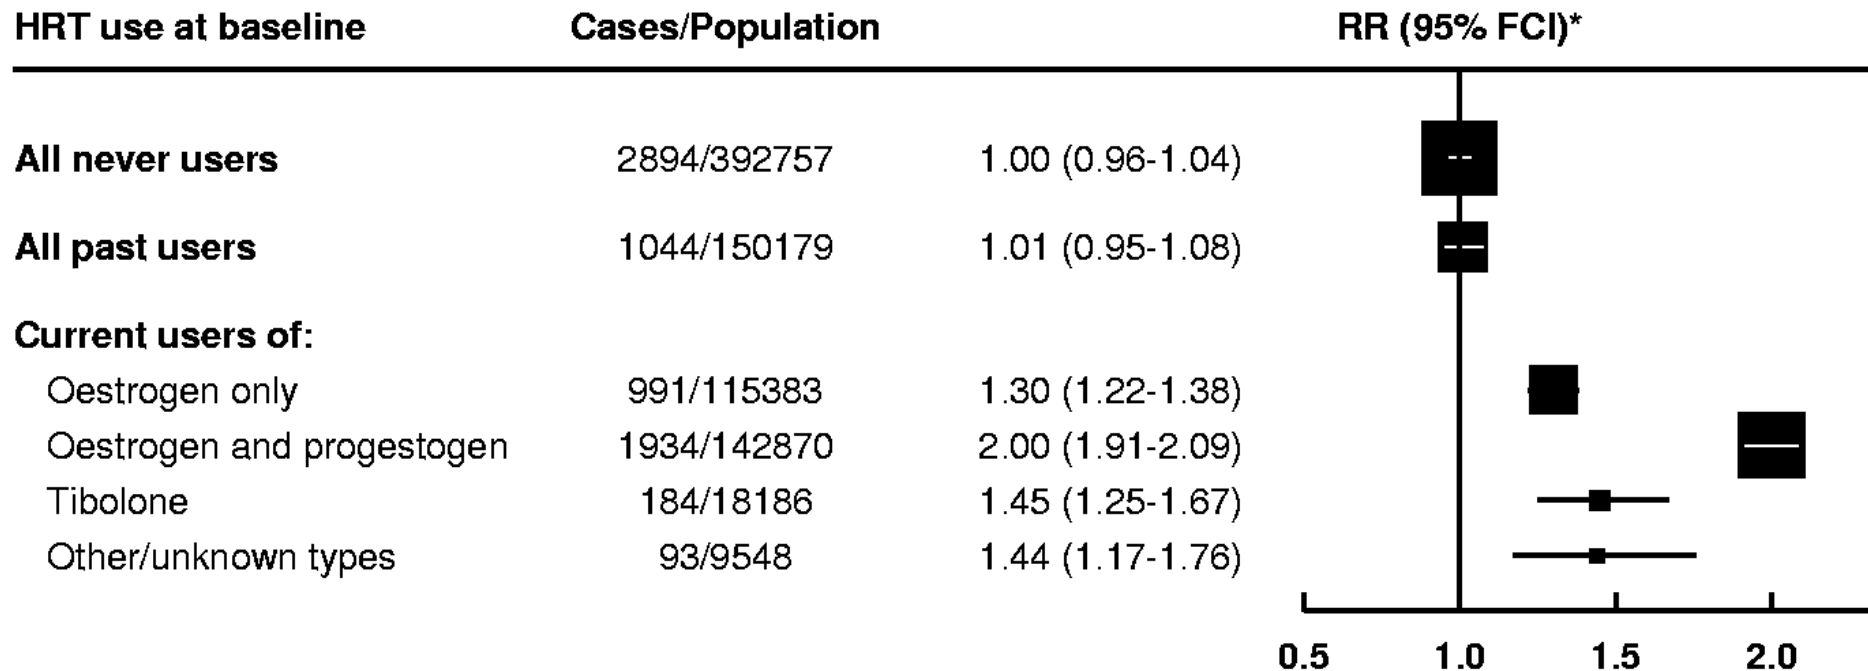 HRT use at baseline Cases/Population RR (95% FCI)*
All never users 2894/392757 1.00 (0.96-1.04)
All past users 1044/150179 1.01 (0.95-1.08)
Current users of:
Oestrogen only 991/115383 1.30 (1.22-1.38)
Oestrogen and progestogen 1934/142870 2.00 (1.91-2.09)
Tibolone 184/18186 1.45 (1.25-1.67)
Other/unknown types 93/9548 1.44 (1.17-1.76)
0.5 1.0 1.5 2.0